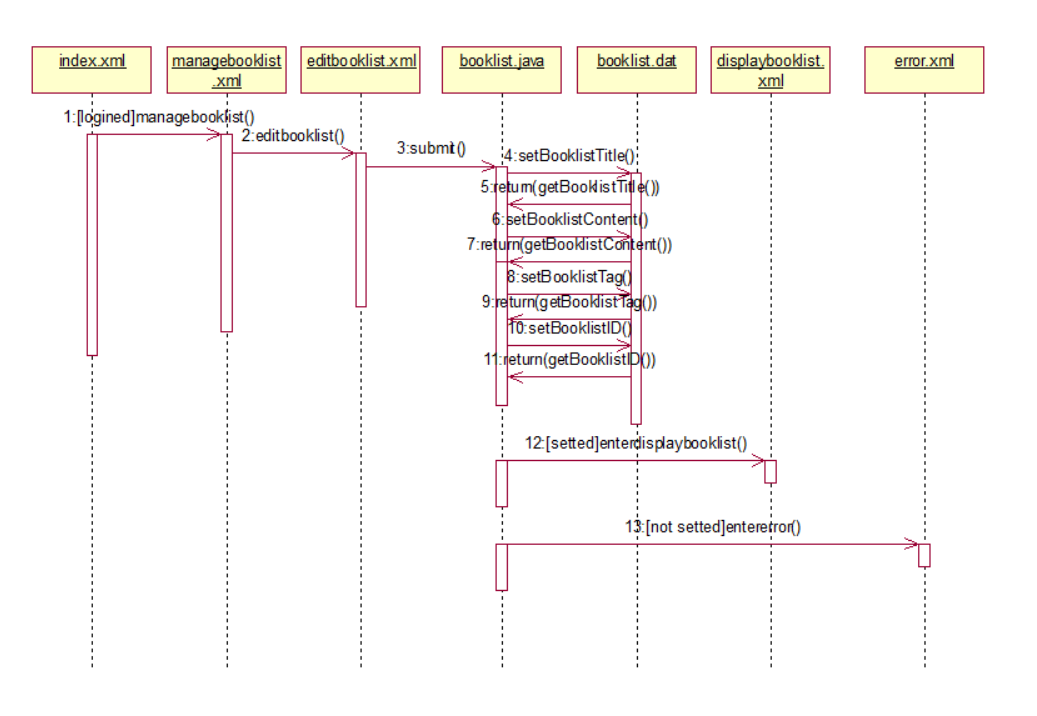 index.xml
managebooklist
.xml
editbooklist.xml
booklist.java
booklist.dat
displaybooklist.
xml
error.xml
1:[logined]managebooklist()
2:editbooklist()
3:submit()
4:setBooklistTitle()
5:return(getBooklistTitle())
6:setBooklistContent()
7:return(getBooklistContent())
8:setBooklistTag()
9:return(getBooklistTag())
10:setBooklistID()
11:return(getBooklistID())
12:[setted]enterdisplaybooklist()
13:[not setted]entererror()